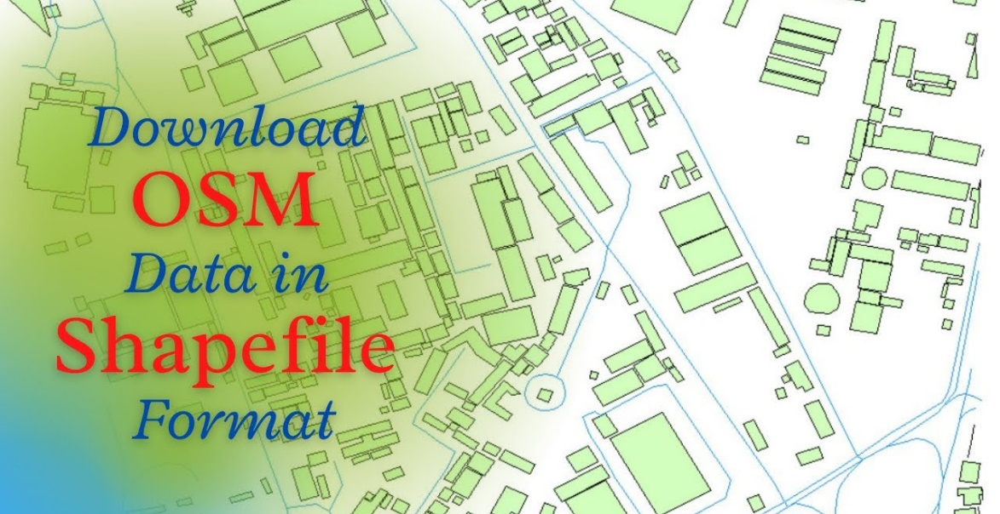 Download
OSM
Data in
Shapefile
Format